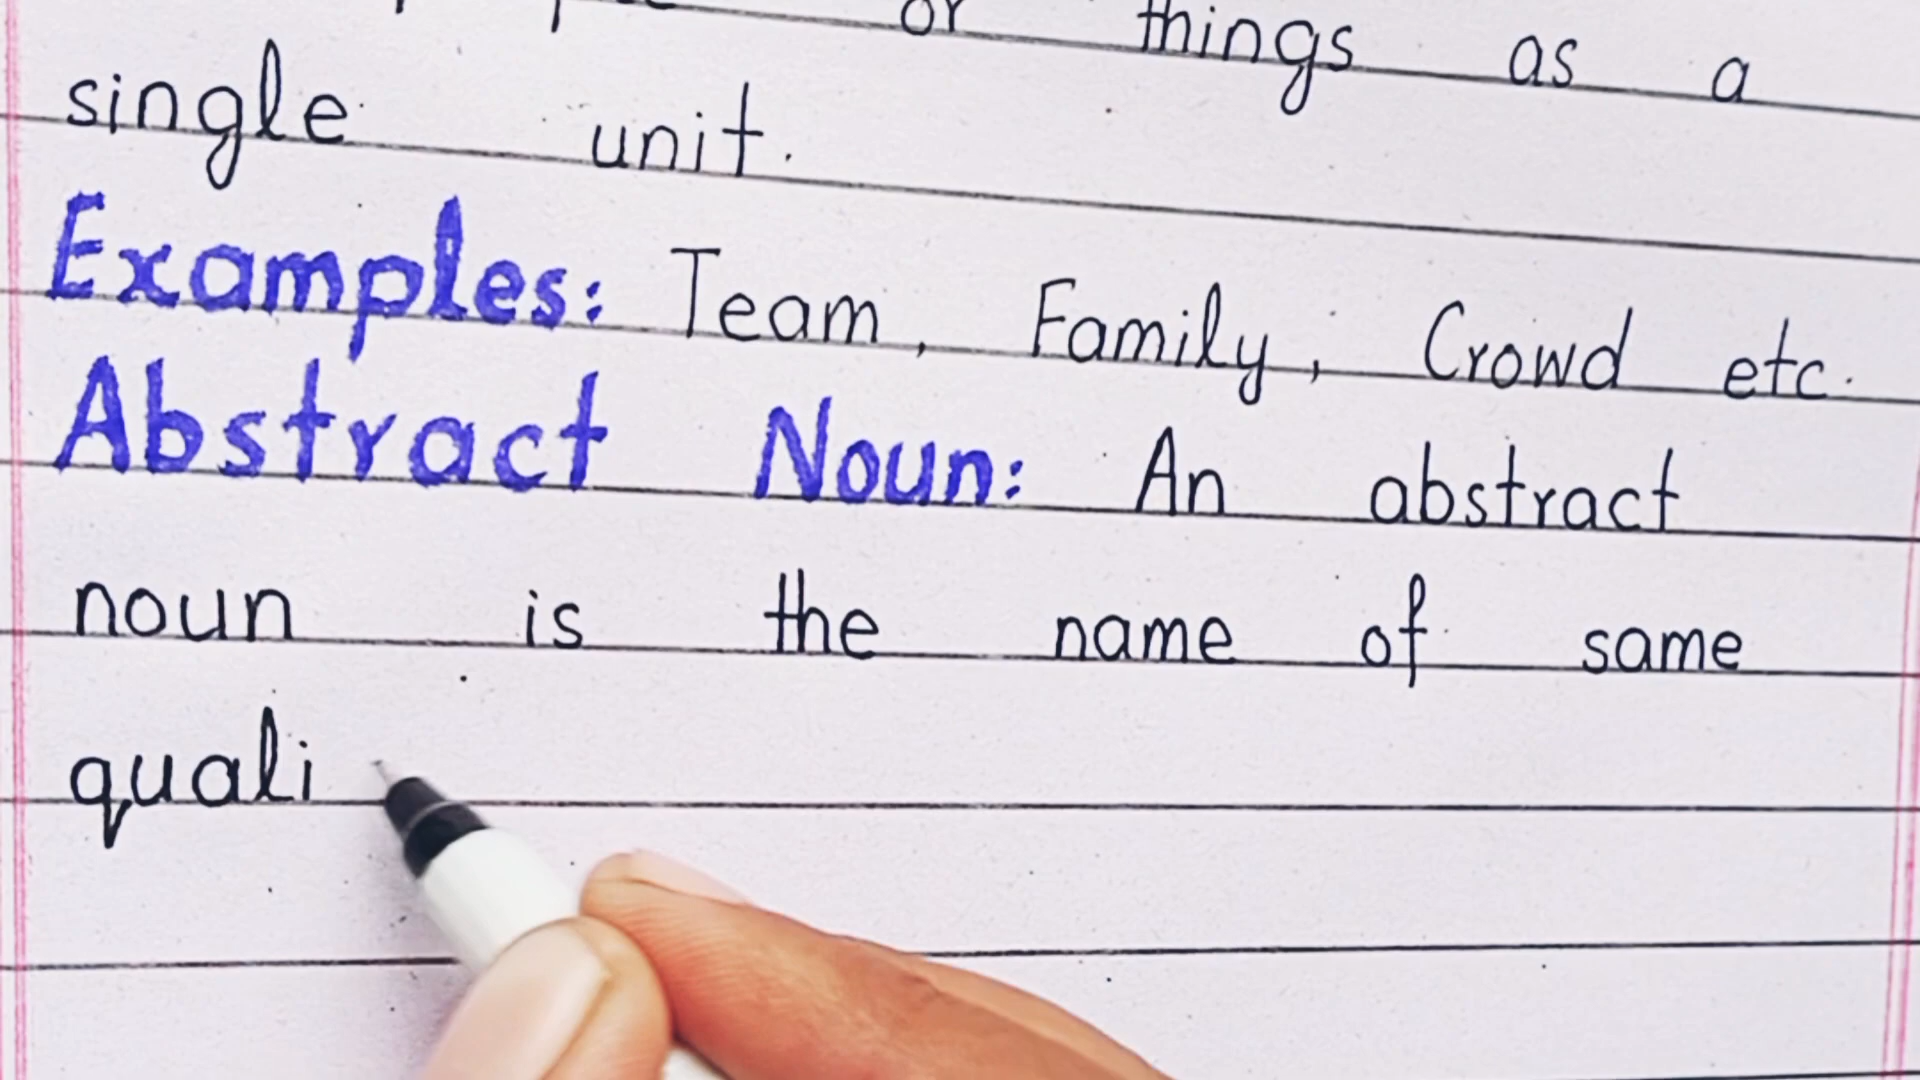 or things as a
single unit.
Examples: Team, Family, Crowd etc.
Abstract Noun: An abstract
noun is the name of same
quali